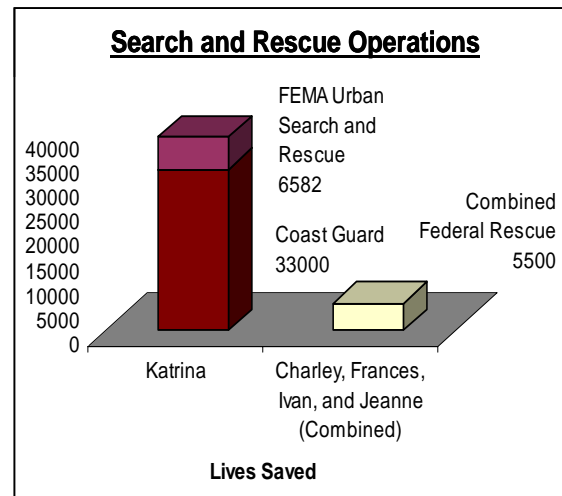 Search and Rescue Operations
FEMA Urban
Search and
Rescue
6582
Coast Guard
33000
Combined
Federal Rescue
5500
40000
35000
30000
25000
20000
15000
10000
5000
0
Katrina
Charley, Frances,
Ivan, and Jeanne
(Combined)
Lives Saved